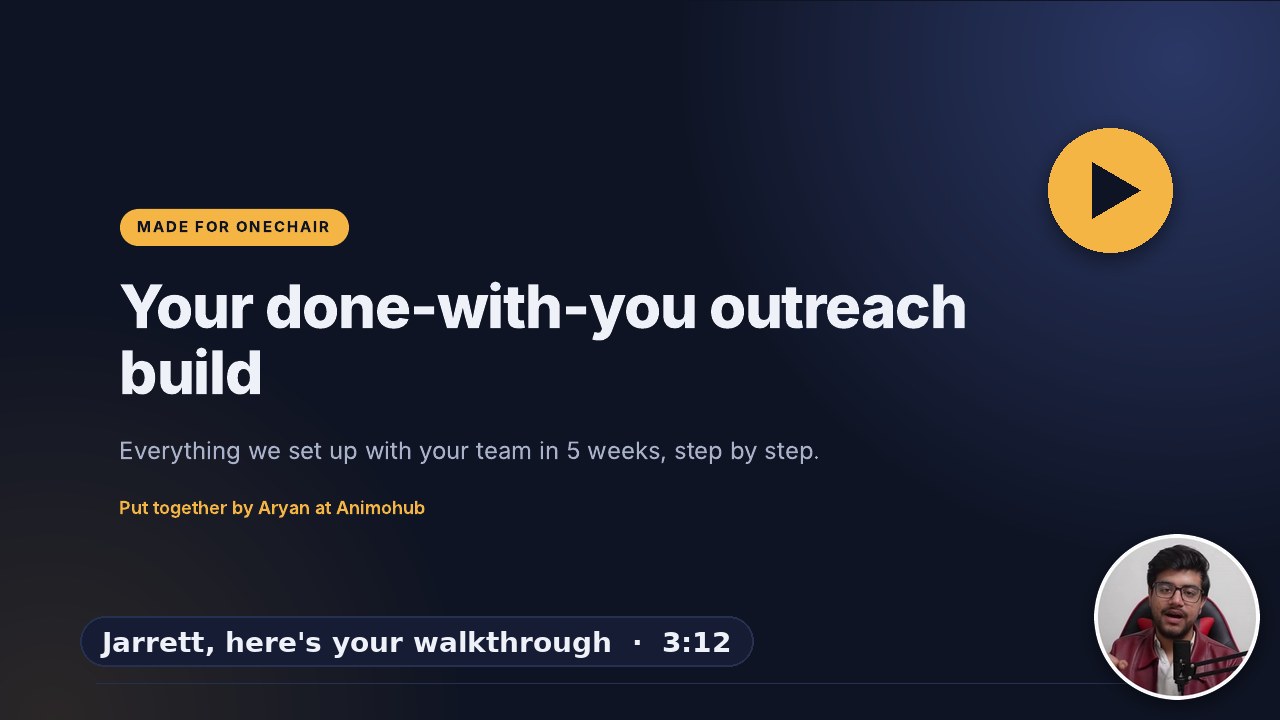 MADE FOR ONECHAIR
Your done-with-you outreach
build
Everything we set up with your team in 5 weeks, step by step.
Put together by Aryan at Animohub
Jarrett, here's your walkthrough · 3:12